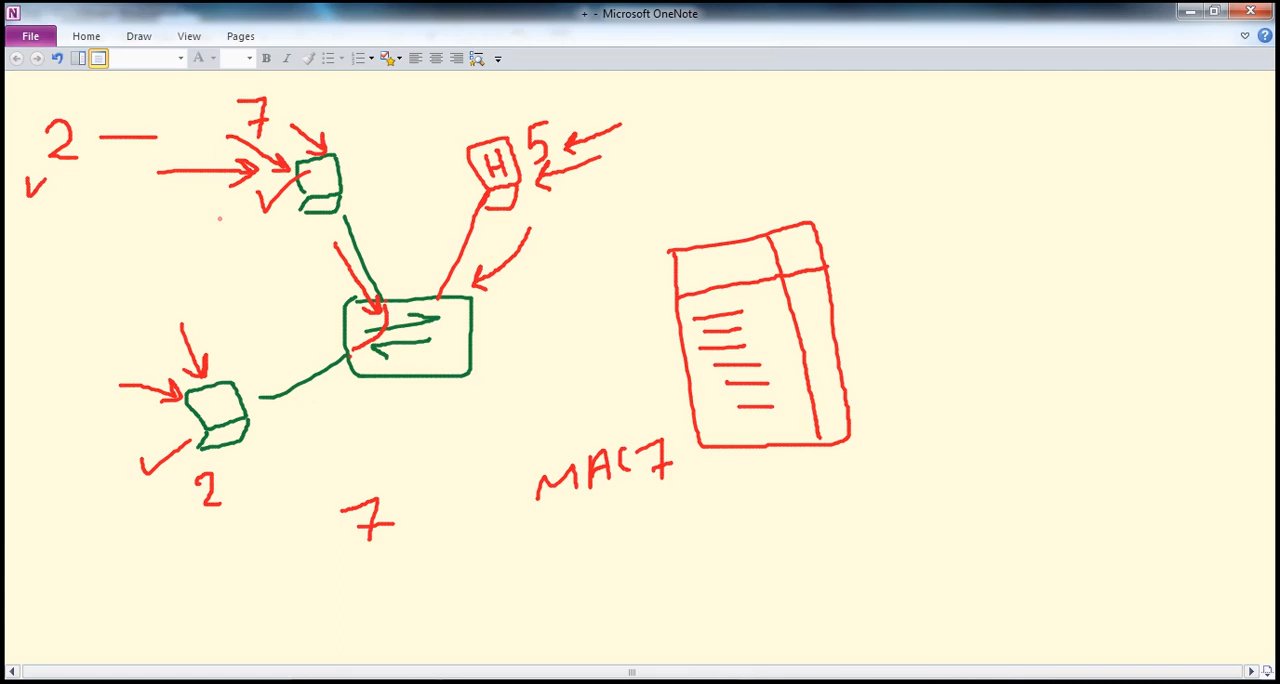 + - Microsoft OneNote
File Home Draw View Pages
A B I
2 7
H 5
2
7
MAC7